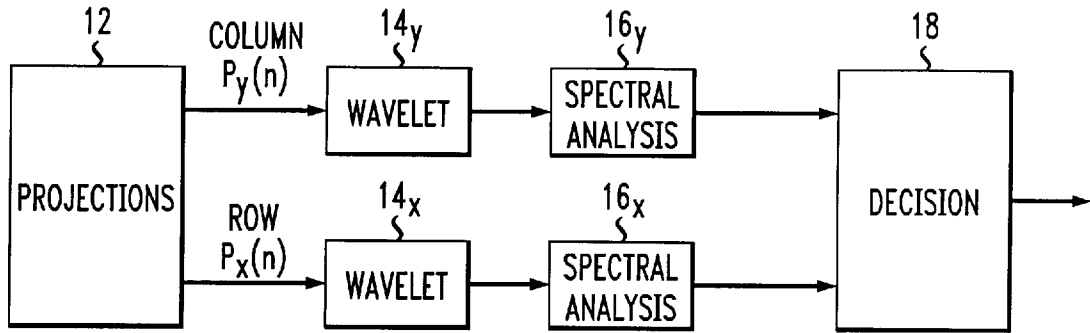 12
COLUMN
Py(n)
14y
16y
18
PROJECTIONS
WAVELET
SPECTRAL
ANALYSIS
DECISION
ROW
Px(n)
14x
16x
WAVELET
SPECTRAL
ANALYSIS